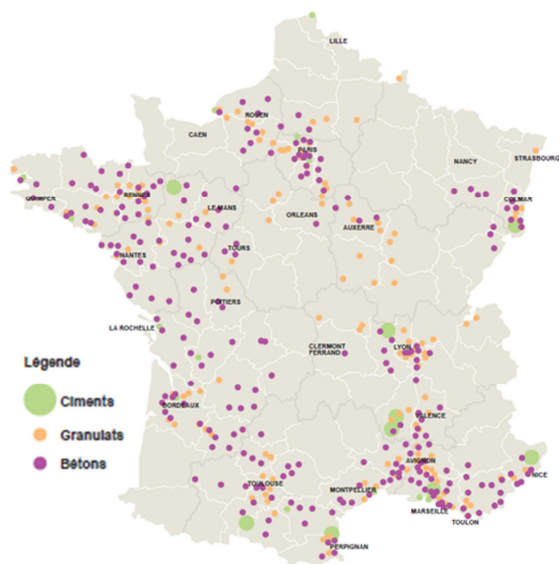 LILLE
ROUEN
CAEN
PARIS
NANCY
STRASBOURG
QUIMPER
RENNES
LE MANS
COLMAR
ORLEANS
AUXERRE
NANTES
TOURS
POITIERS
LA ROCHELLE
CLERMONT
FERRAND
LYON
Légende
Ciments
Granulats
Bétons
BORDEAUX
VALENCE
AVIGNON
NICE
TOULOUSE
MONTPELLIER
MARSEILLE
TOULON
PERPIGNAN